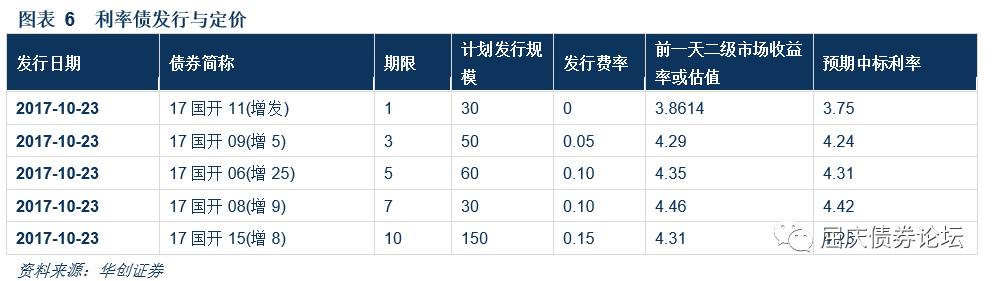 图表 6 利率债发行与定价
发行日期 债券简称 期限 计划发行规模 发行费率 前一天二级市场收益率或估值 预期中标利率
2017-10-23 17 国开 11(增发) 1 30 0 3.8614 3.75
2017-10-23 17 国开 09(增 5) 3 50 0.05 4.29 4.24
2017-10-23 17 国开 06(增 25) 5 60 0.10 4.35 4.31
2017-10-23 17 国开 08(增 9) 7 30 0.10 4.46 4.42
2017-10-23 17 国开 15(增 8) 10 150 0.15 4.31
屈庆债券论坛
资料来源：华创证券